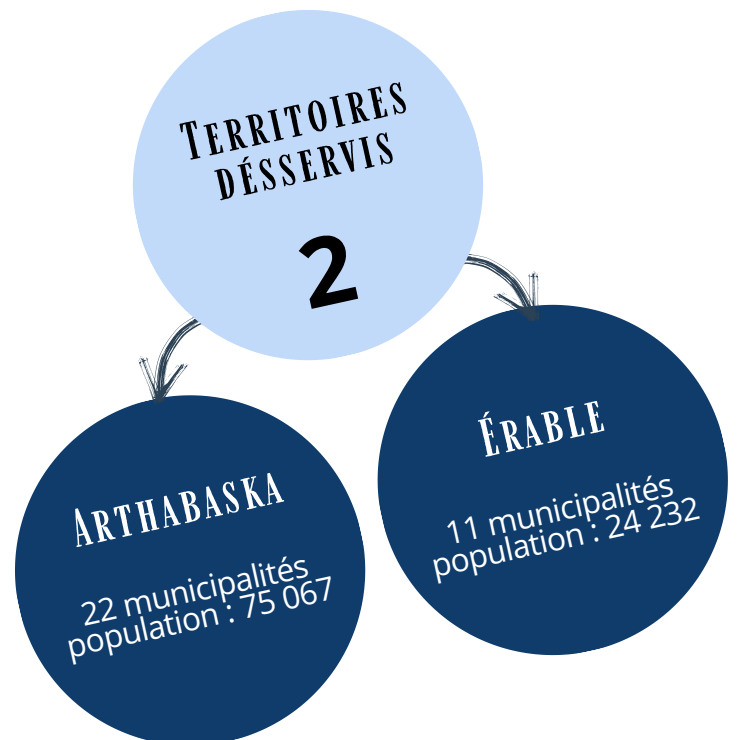 Territoires
désservis
2
Arthabaska
22 municipalités
population : 75 067
Érable
11 municipalités
population : 24 232